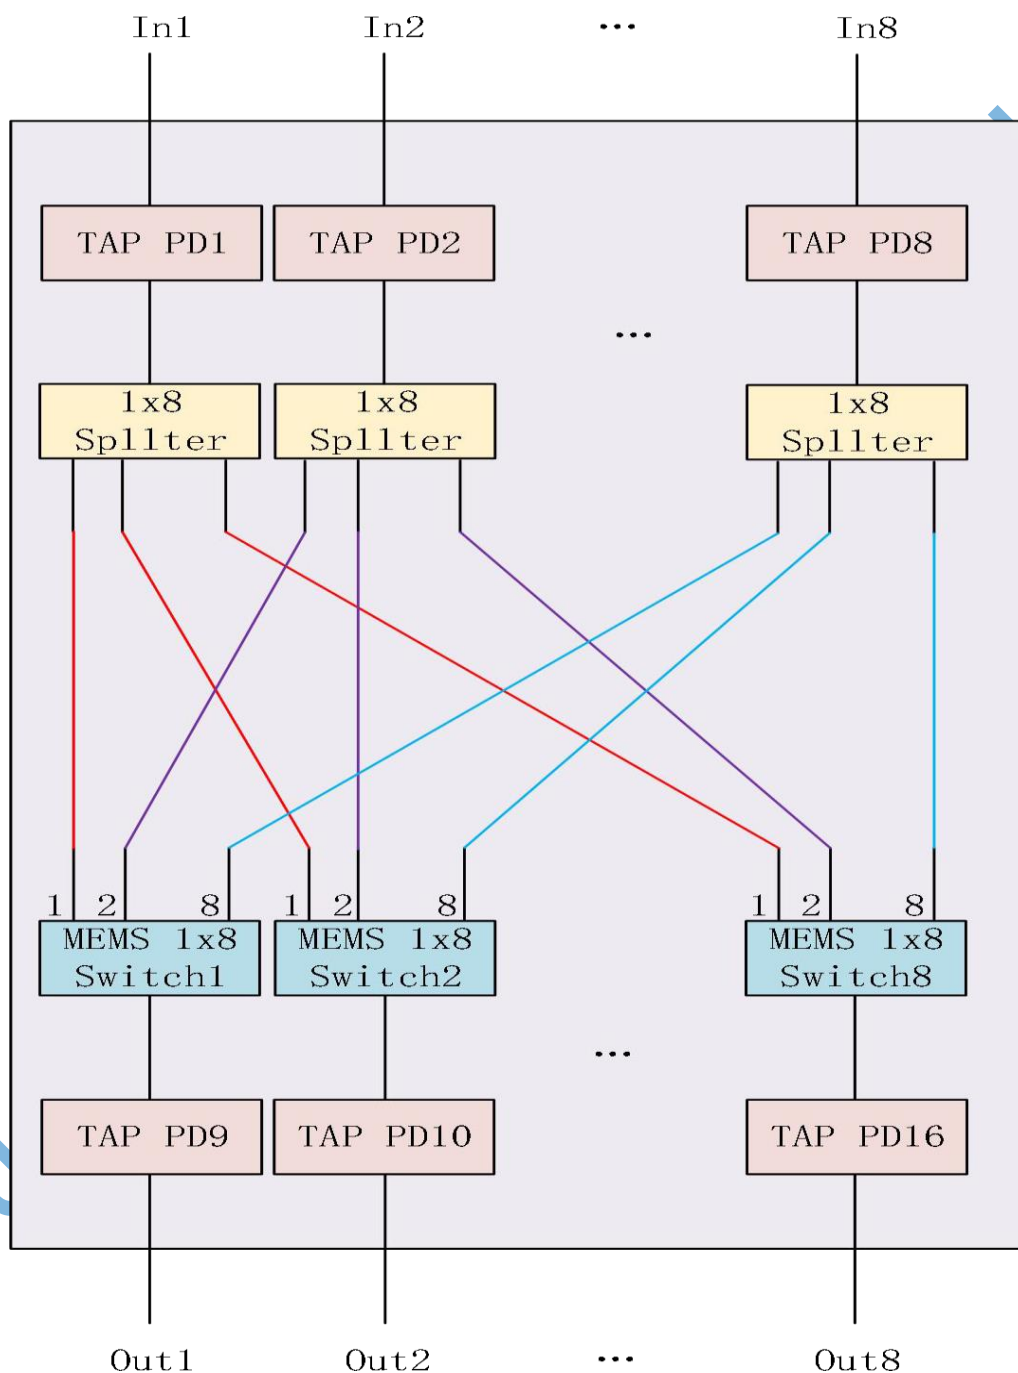 In1 In2 ... In8
TAP PD1 TAP PD2 TAP PD8
...
1x8 1x8 1x8
Spllter Spllter Spllter
1 2 8 1 2 8 1 2 8
MEMS 1x8 MEMS 1x8 MEMS 1x8
Switch1 Switch2 Switch8
...
TAP PD9 TAP PD10 TAP PD16
Out1 Out2 ... Out8